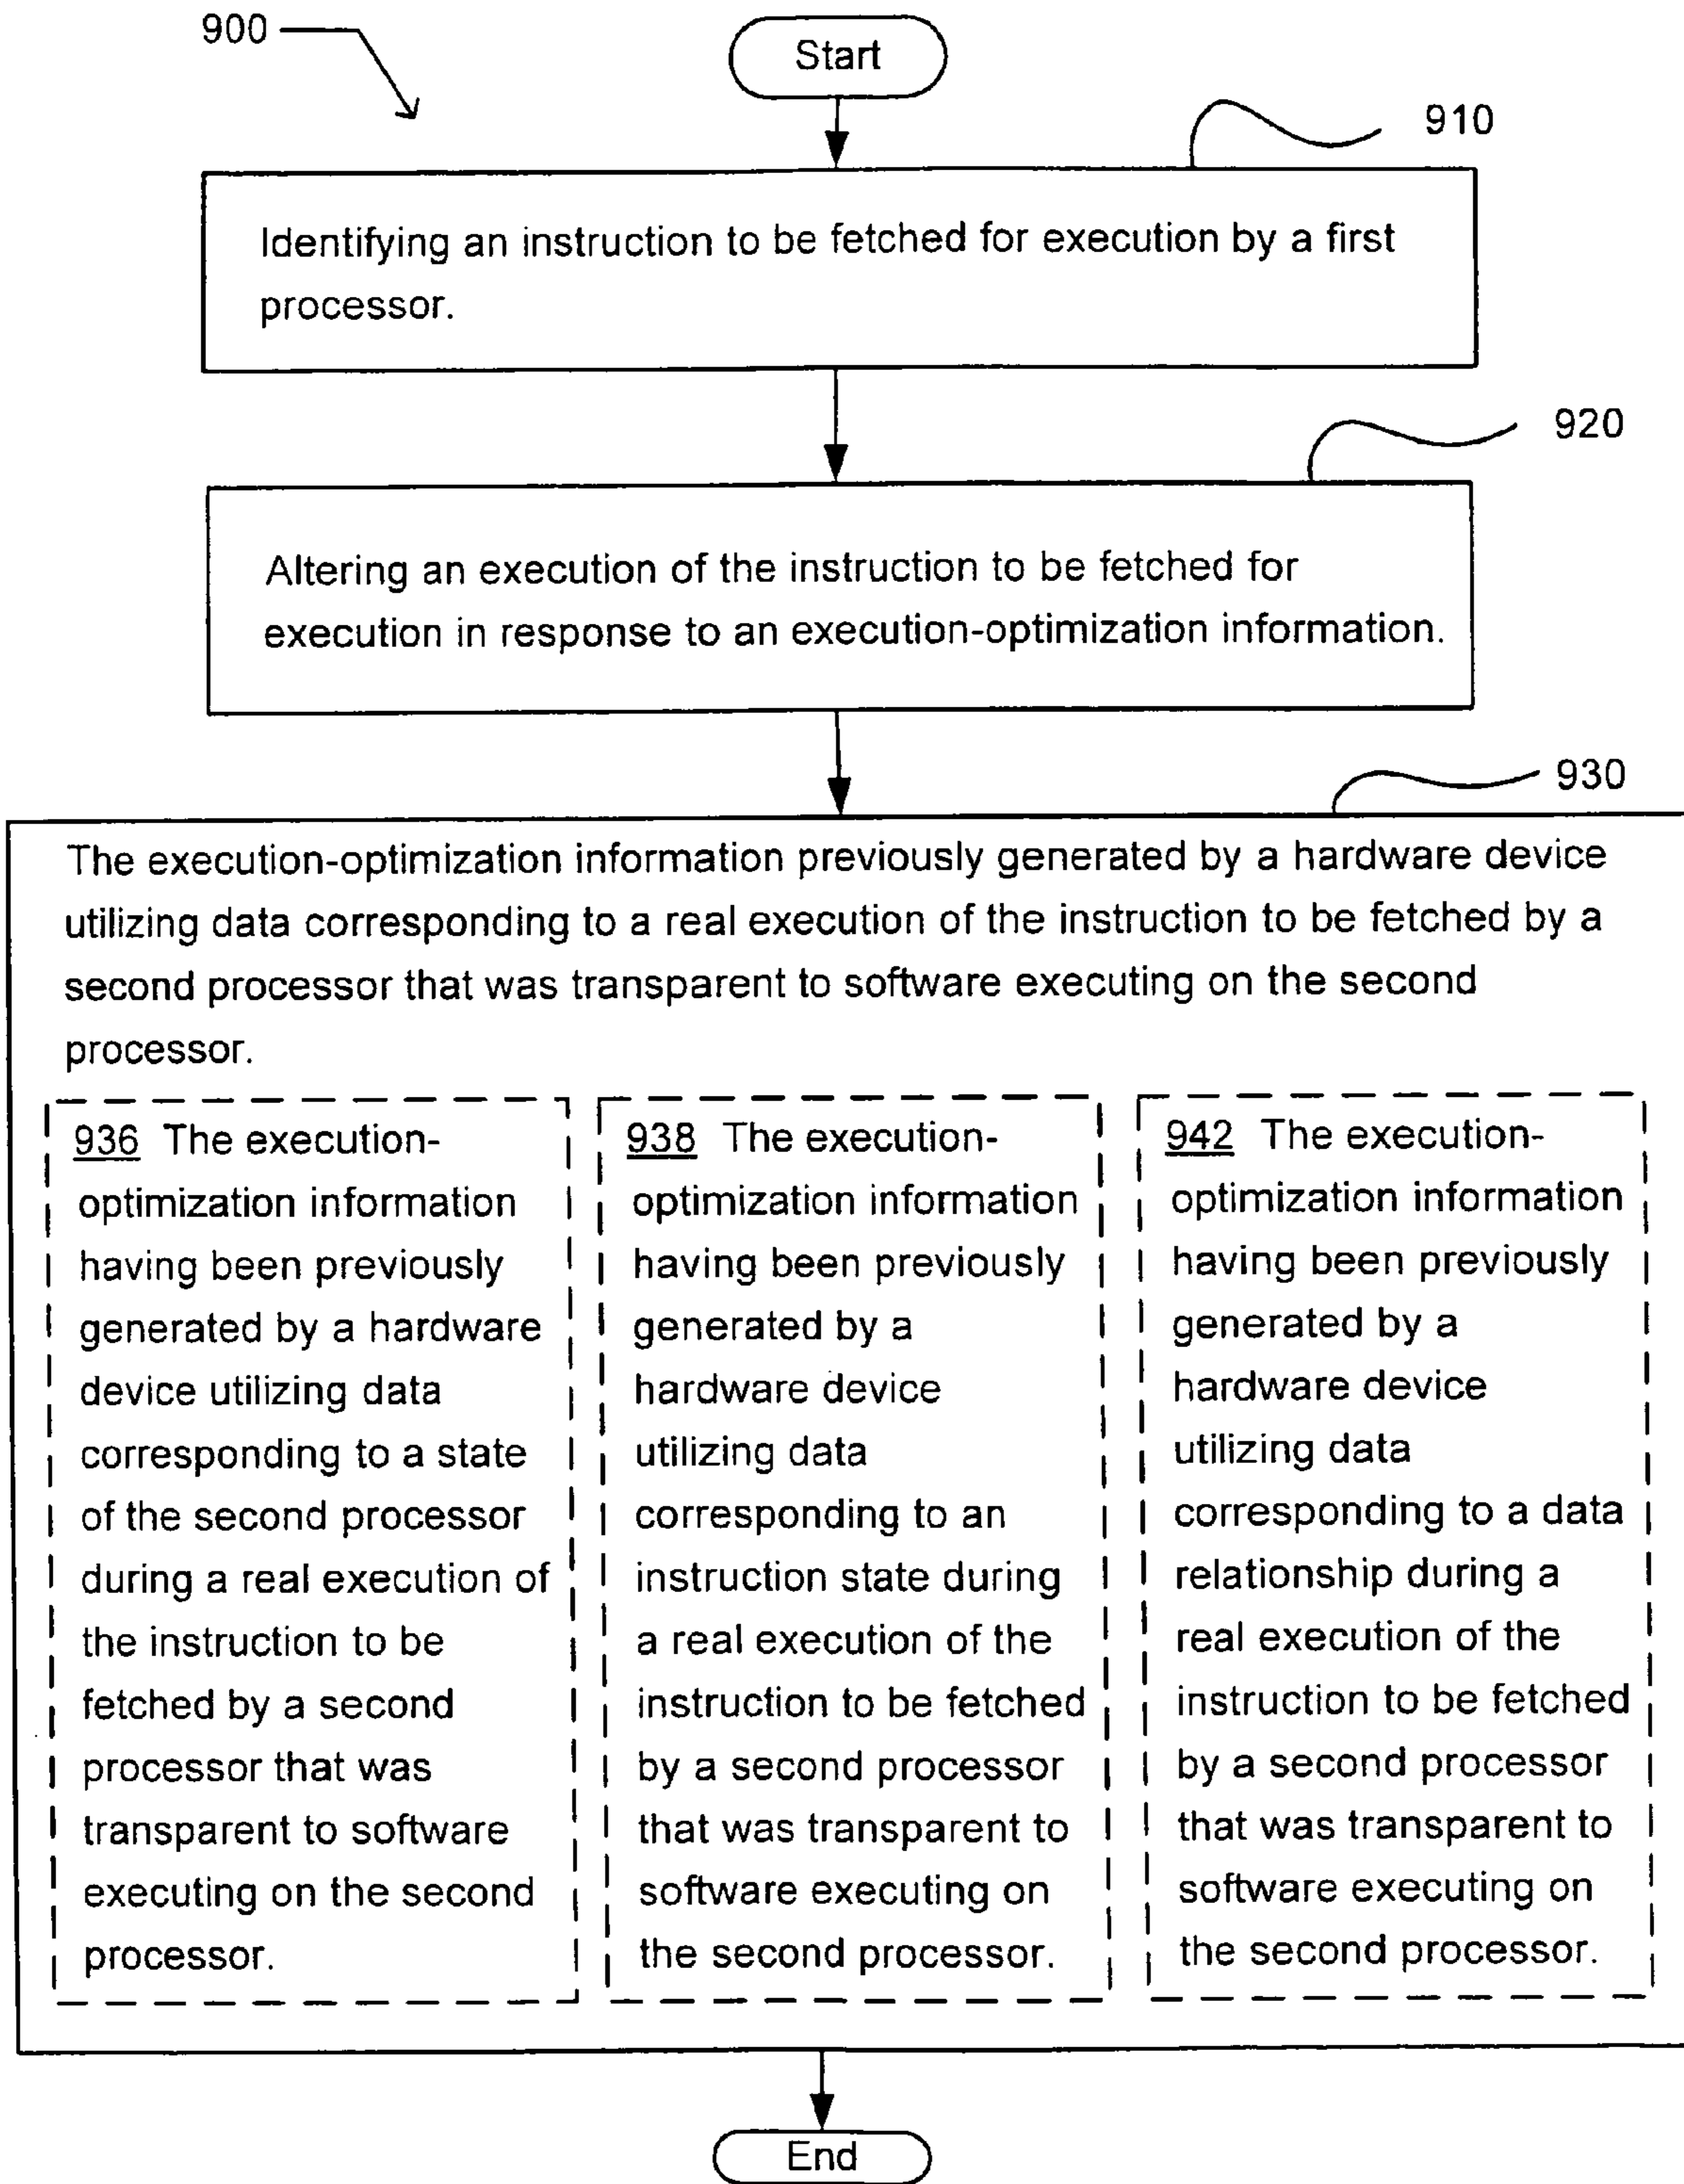 900
Start
910
Identifying an instruction to be fetched for execution by a first
processor.
920
Altering an execution of the instruction to be fetched for
execution in response to an execution-optimization information.
930
The execution-optimization information previously generated by a hardware device
utilizing data corresponding to a real execution of the instruction to be fetched by a
second processor that was transparent to software executing on the second
processor.
936 The execution-
optimization information
having been previously
generated by a hardware
device utilizing data
corresponding to a state
of the second processor
during a real execution of
the instruction to be
fetched by a second
processor that was
transparent to software
executing on the second
processor.
938 The execution-
optimization information
having been previously
generated by a
hardware device
utilizing data
corresponding to an
instruction state during
a real execution of the
instruction to be fetched
by a second processor
that was transparent to
software executing on
the second processor.
942 The execution-
optimization information
having been previously
generated by a
hardware device
utilizing data
corresponding to a data
relationship during a
real execution of the
instruction to be fetched
by a second processor
that was transparent to
software executing on
the second processor.
End